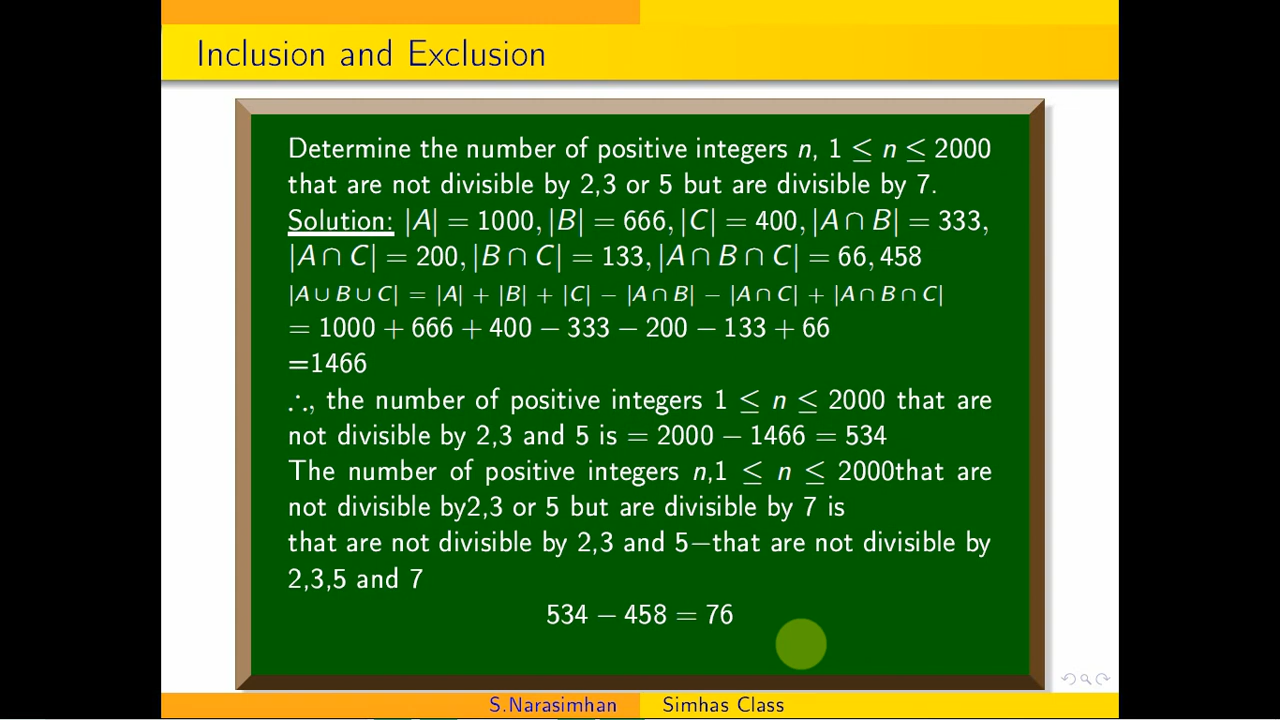 Inclusion and Exclusion
Determine the number of positive integers n, 1 ≤ n ≤ 2000
that are not divisible by 2,3 or 5 but are divisible by 7.
Solution: |A| = 1000, |B| = 666, |C| = 400, |A ∩ B| = 333,
|A ∩ C| = 200, |B ∩ C| = 133, |A ∩ B ∩ C| = 66, 458
|A ∪ B ∪ C| = |A| + |B| + |C| − |A ∩ B| − |A ∩ C| + |A ∩ B ∩ C|
= 1000 + 666 + 400 − 333 − 200 − 133 + 66
=1466
∴, the number of positive integers 1 ≤ n ≤ 2000 that are
not divisible by 2,3 and 5 is = 2000 − 1466 = 534
The number of positive integers n,1 ≤ n ≤ 2000that are
not divisible by2,3 or 5 but are divisible by 7 is
that are not divisible by 2,3 and 5−that are not divisible by
2,3,5 and 7
534 − 458 = 76
S.Narasimhan Simhas Class